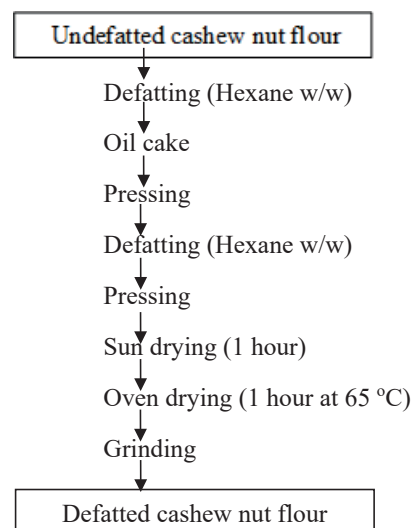 Undefatted cashew nut flour
Defatting (Hexane w/w)
Oil cake
Pressing
Defatting (Hexane w/w)
Pressing
Sun drying (1 hour)
Oven drying (1 hour at 65 ºC)
Grinding
Defatted cashew nut flour